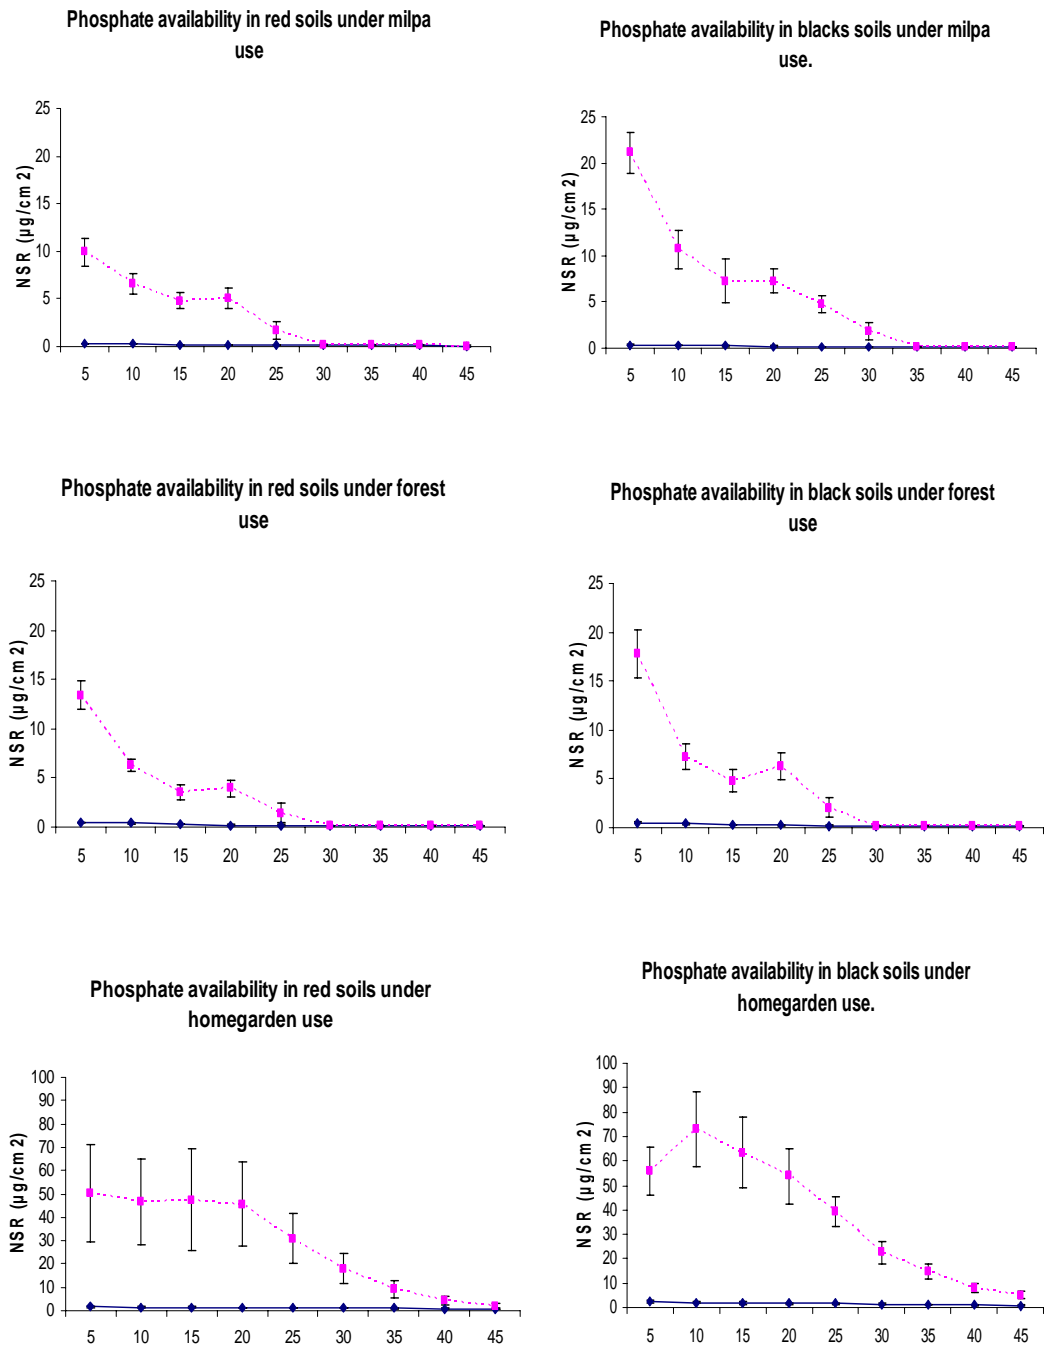 Phosphate availability in red soils under milpa
use
25
20
15
10
5
0
NSR (µg/cm 2)
5 10 15 20 25 30 35 40 45
Phosphate availability in blacks soils under milpa
use.
25
20
15
10
5
0
NSR (µg/cm 2)
5 10 15 20 25 30 35 40 45
Phosphate availability in red soils under forest
use
25
20
15
10
5
0
NSR (µg/cm 2)
5 10 15 20 25 30 35 40 45
Phosphate availability in black soils under forest
use
25
20
15
10
5
0
NSR (µg/cm 2)
5 10 15 20 25 30 35 40 45
Phosphate availability in red soils under
homegarden use
100
90
80
70
60
50
40
30
20
10
0
NSR (µg/cm 2)
5 10 15 20 25 30 35 40 45
Phosphate availability in black soils under
homegarden use.
100
90
80
70
60
50
40
30
20
10
0
NSR (µg/cm 2)
5 10 15 20 25 30 35 40 45